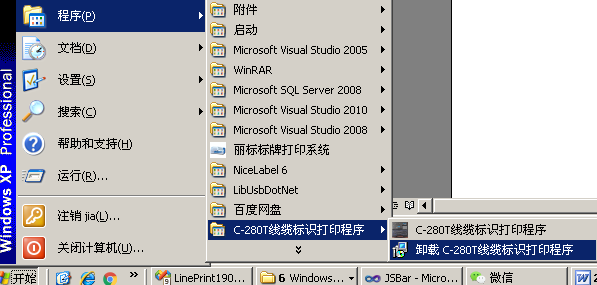 Windows XP Professional
程序(P)
文档(D)
设置(S)
搜索(C)
帮助和支持(H)
运行(R)...
注销 jia(L)...
关闭计算机(U)...
附件
启动
Microsoft Visual Studio 2005
WinRAR
Microsoft SQL Server 2008
Microsoft Visual Studio 2010
Microsoft Visual Studio 2008
丽标标牌打印系统
NiceLabel 6
LibUsbDotNet
百度网盘
C-280T线缆标识打印程序
C-280T线缆标识打印程序
卸载 C-280T线缆标识打印程序
开始
LinePrint190...
6 Windows...
JSBar - Micro...
微信
2